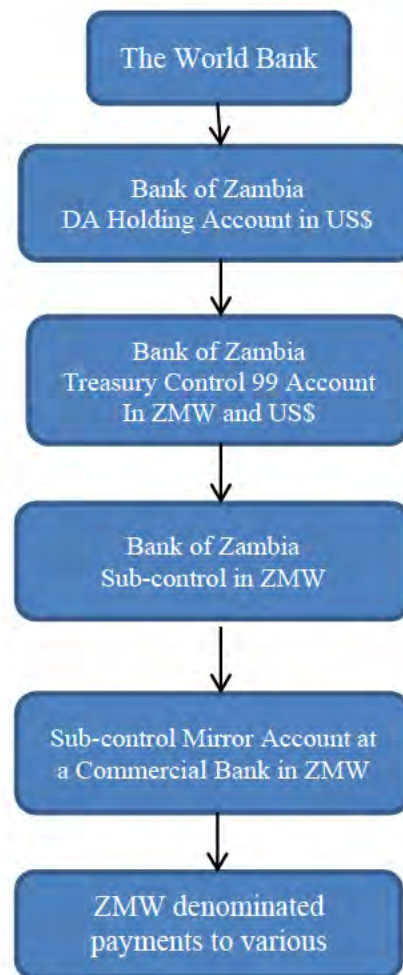 The World Bank
Bank of Zambia
DA Holding Account in US$
Bank of Zambia
Treasury Control 99 Account
In ZMW and US$
Bank of Zambia
Sub-control in ZMW
Sub-control Mirror Account at
a Commercial Bank in ZMW
ZMW denominated
payments to various